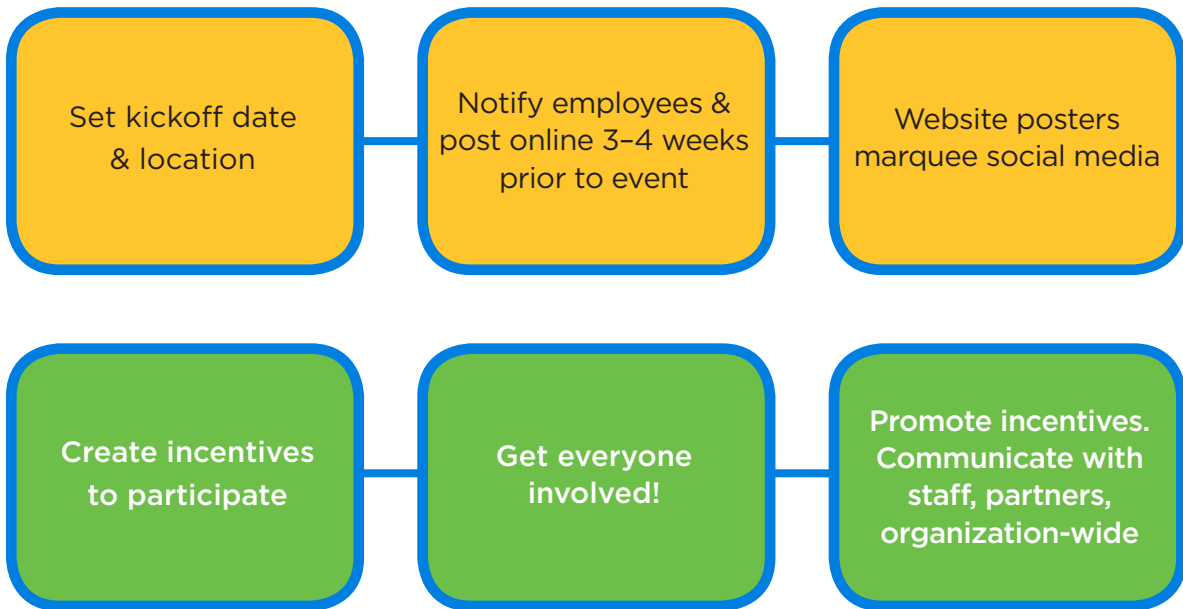 Set kickoff date
& location
Notify employees &
post online 3–4 weeks
prior to event
Website posters
marquee social media
Create incentives
to participate
Get everyone
involved!
Promote incentives.
Communicate with
staff, partners,
organization-wide